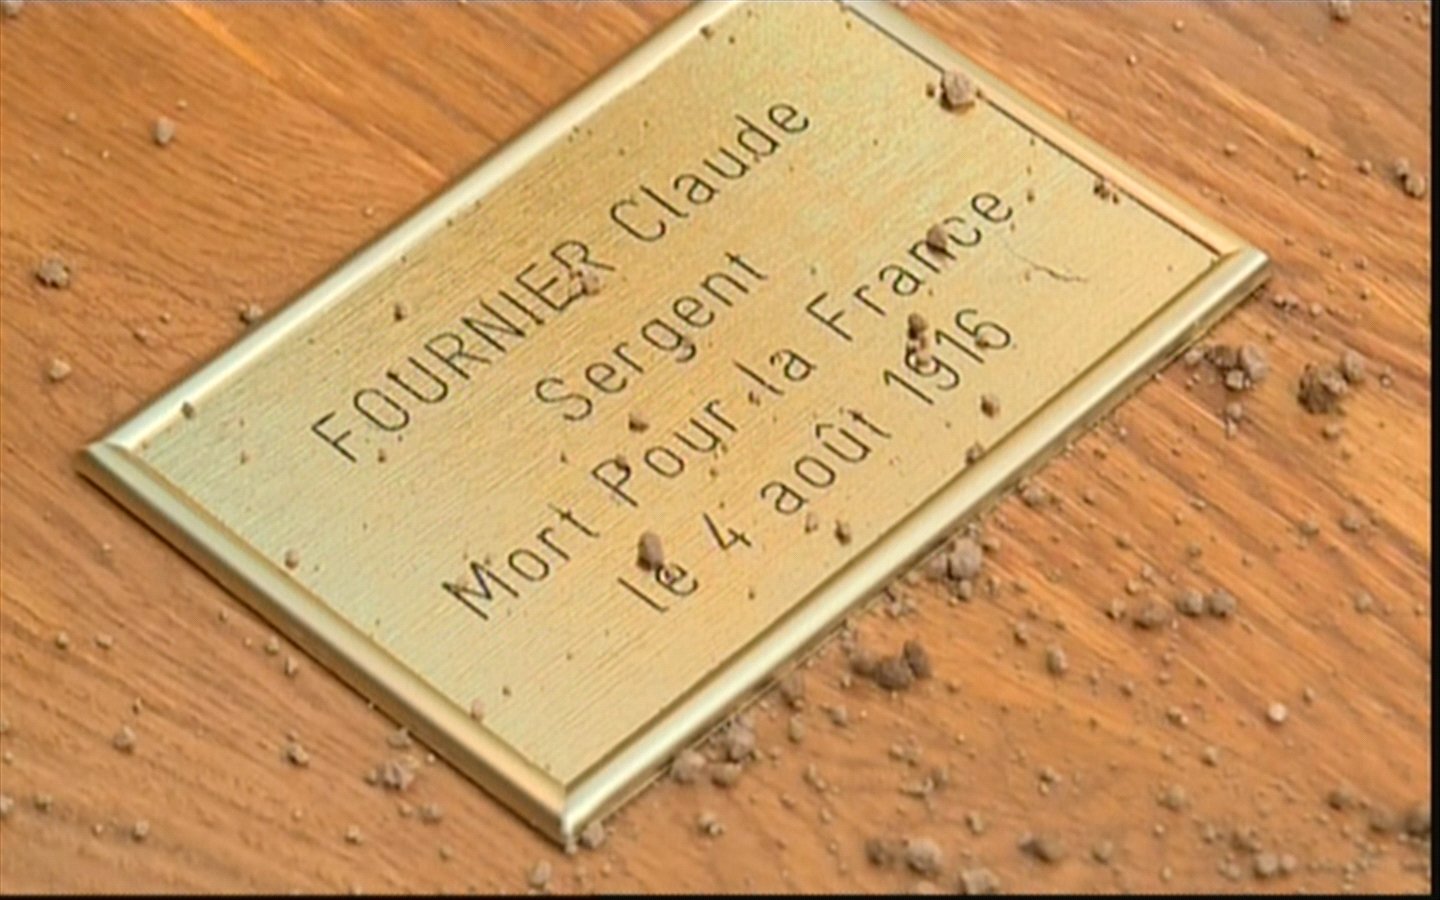 FOURNIER Claude
Sergent
Mort Pour la France
le 4 août 1916